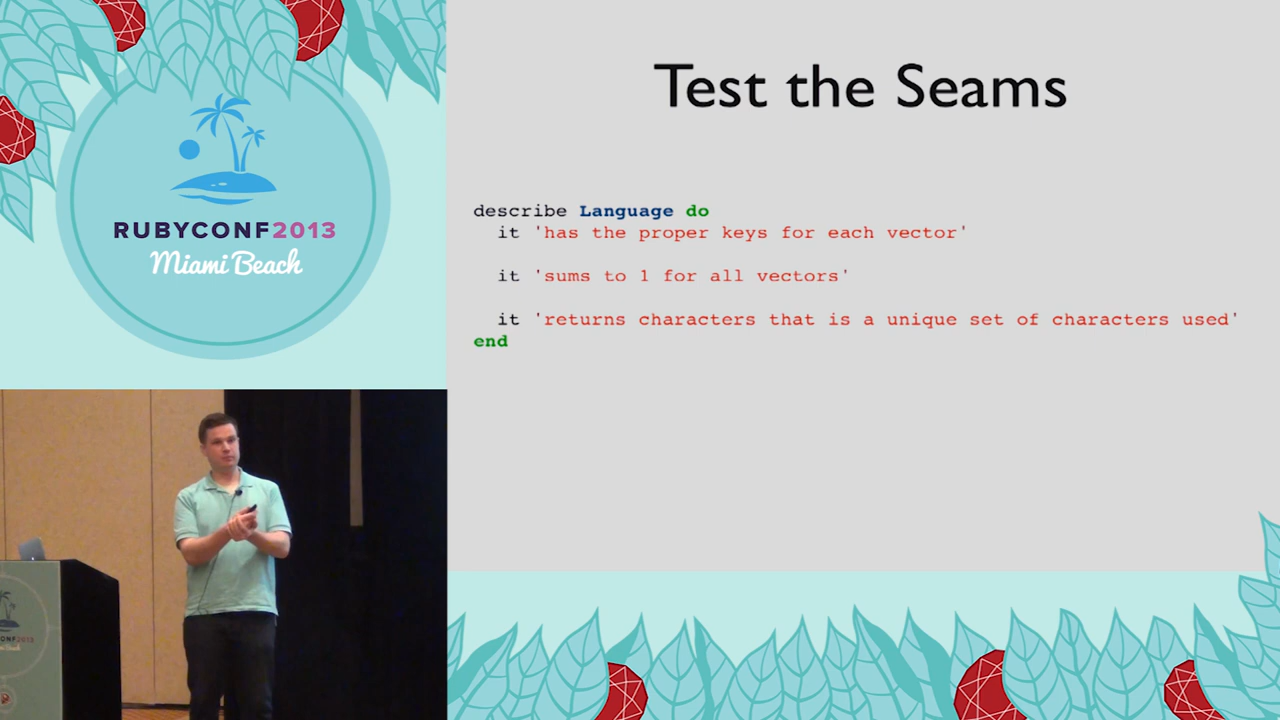 RUBYCONF2013
Miami Beach
Test the Seams
describe Language do
it 'has the proper keys for each vector'
it 'sums to 1 for all vectors'
it 'returns characters that is a unique set of characters used'
end